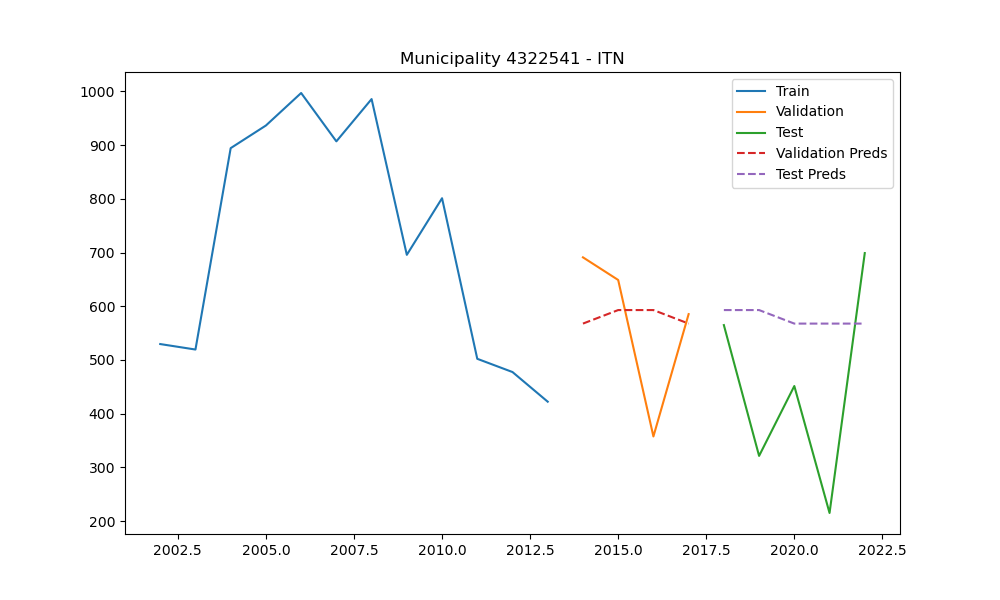 Municipality 4322541 - ITN
Train
Validation
Test
Validation Preds
Test Preds
1000
900
800
700
600
500
400
300
200
2002.5 2005.0 2007.5 2010.0 2012.5 2015.0 2017.5 2020.0 2022.5